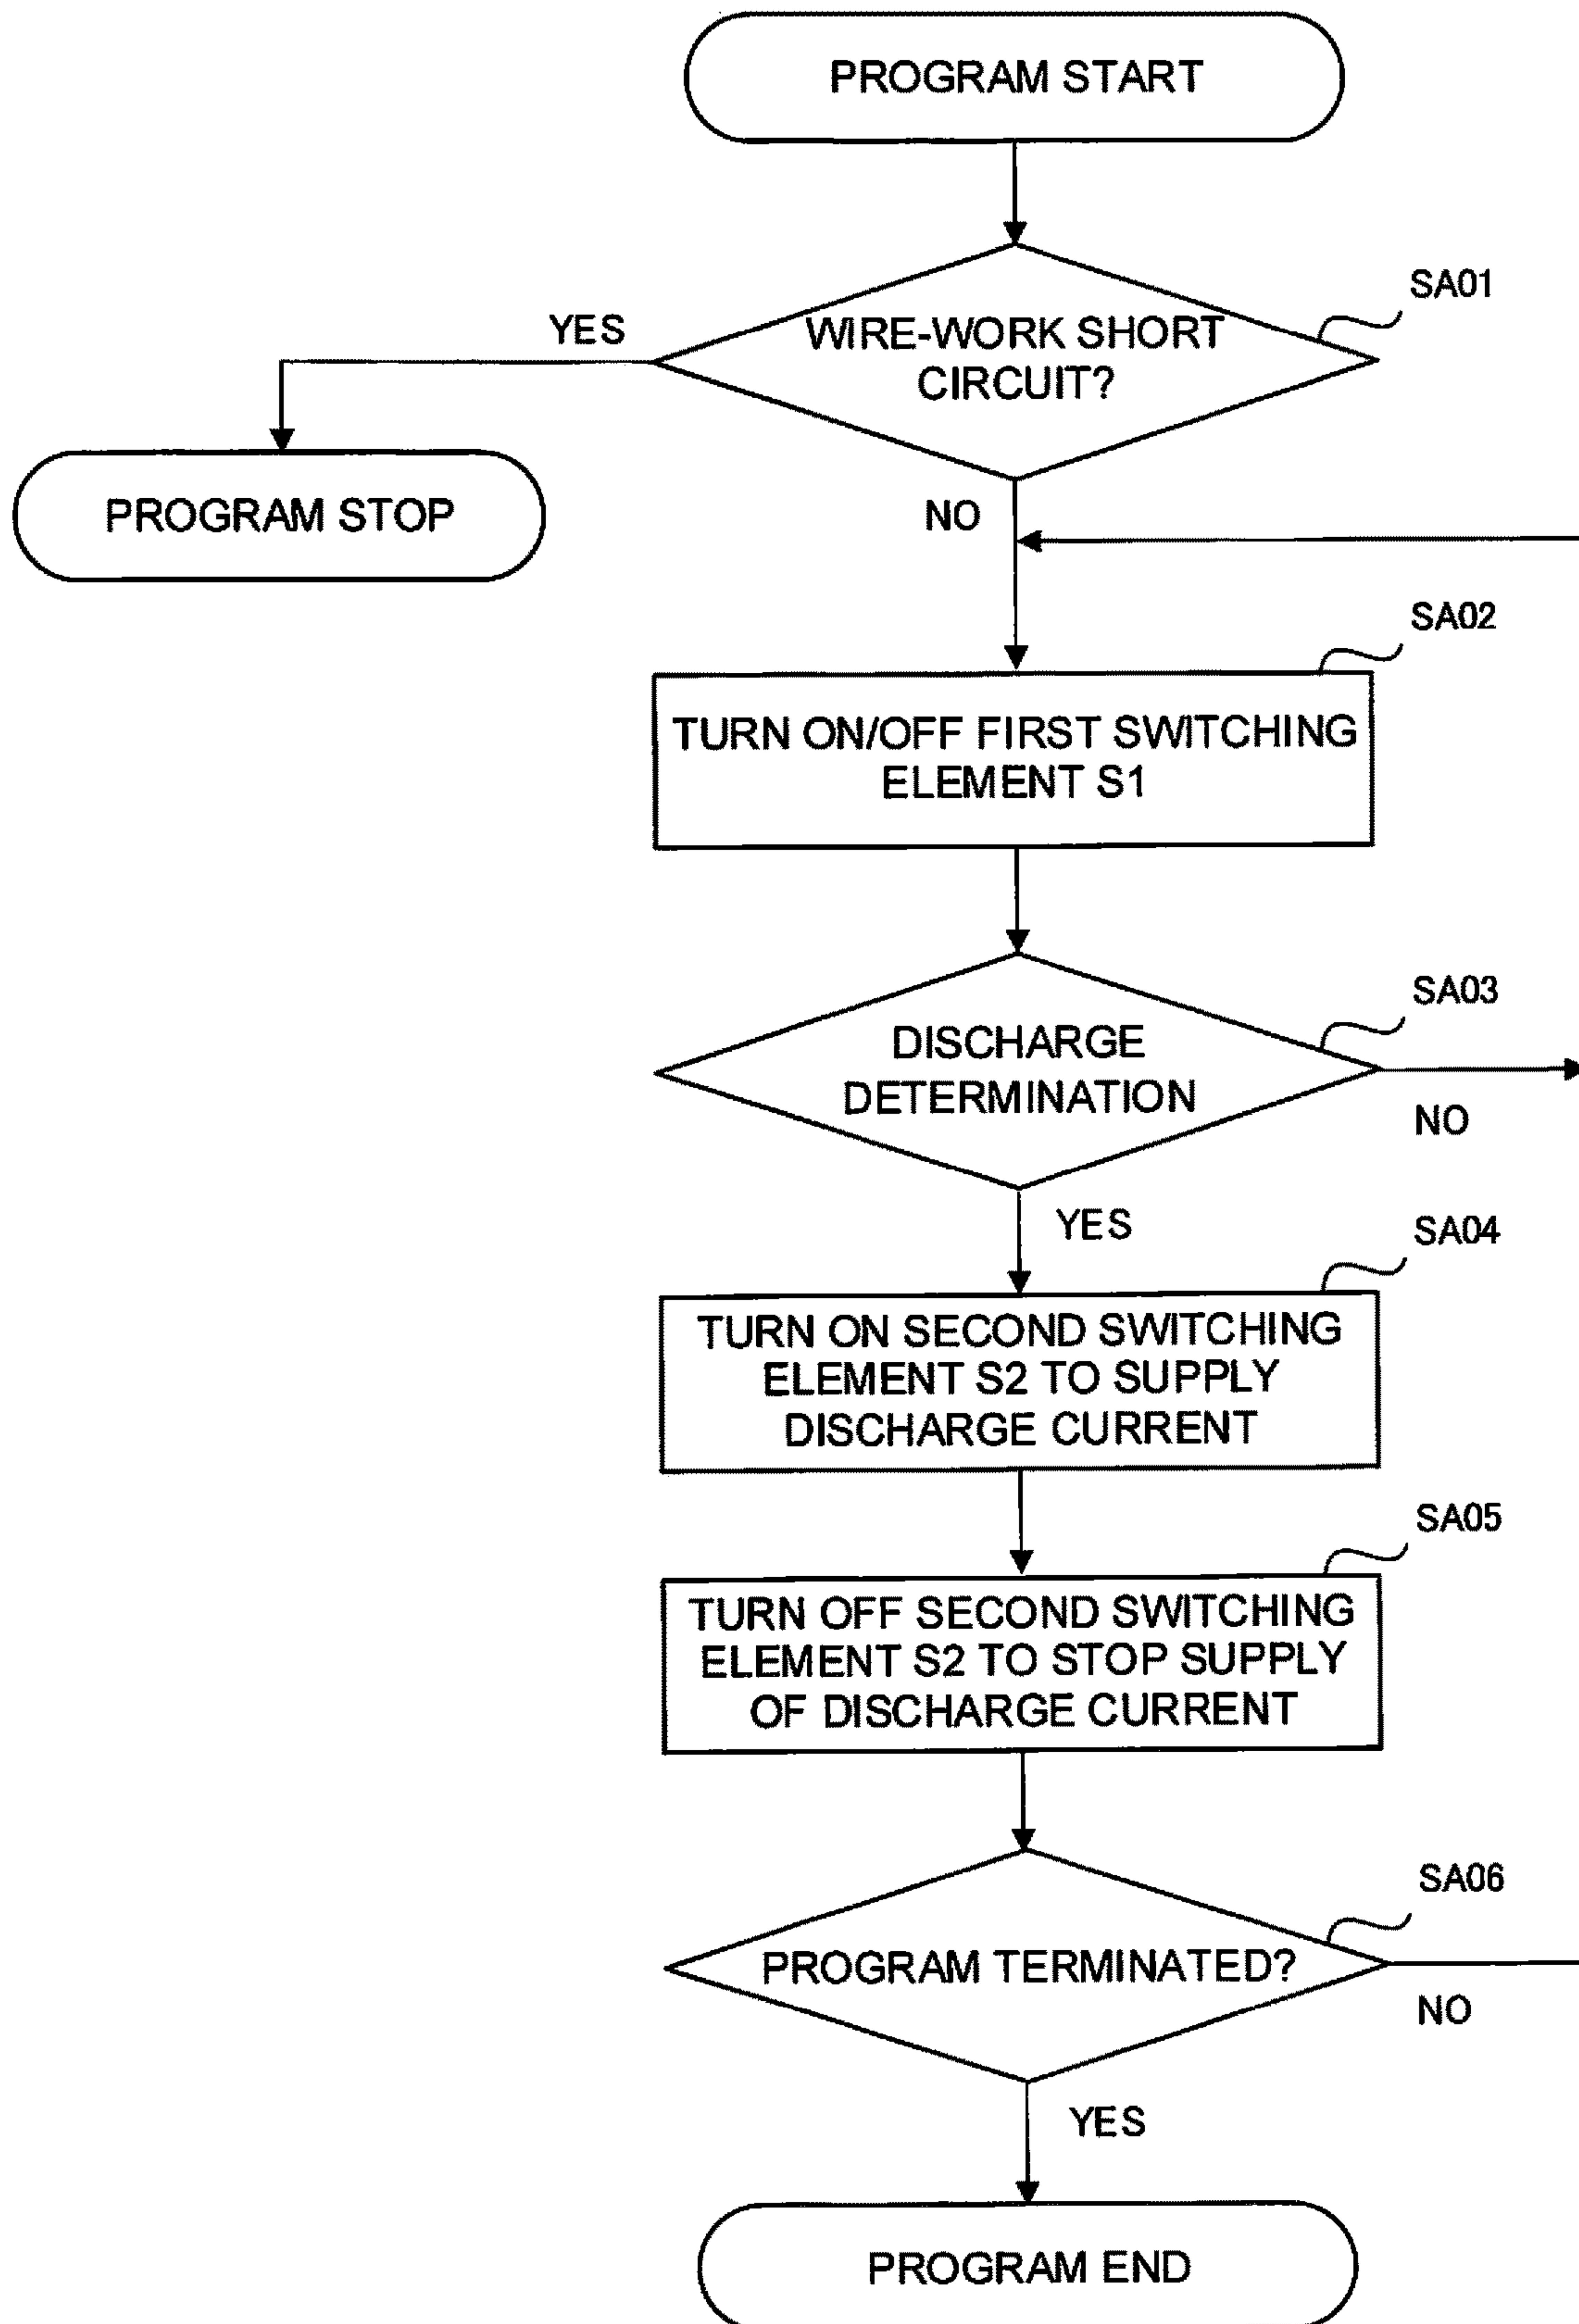 PROGRAM START
SA01
YES
WIRE-WORK SHORT
CIRCUIT?
PROGRAM STOP
NO
SA02
TURN ON/OFF FIRST SWITCHING
ELEMENT S1
SA03
DISCHARGE
DETERMINATION
NO
YES
SA04
TURN ON SECOND SWITCHING
ELEMENT S2 TO SUPPLY
DISCHARGE CURRENT
SA05
TURN OFF SECOND SWITCHING
ELEMENT S2 TO STOP SUPPLY
OF DISCHARGE CURRENT
SA06
PROGRAM TERMINATED?
NO
YES
PROGRAM END